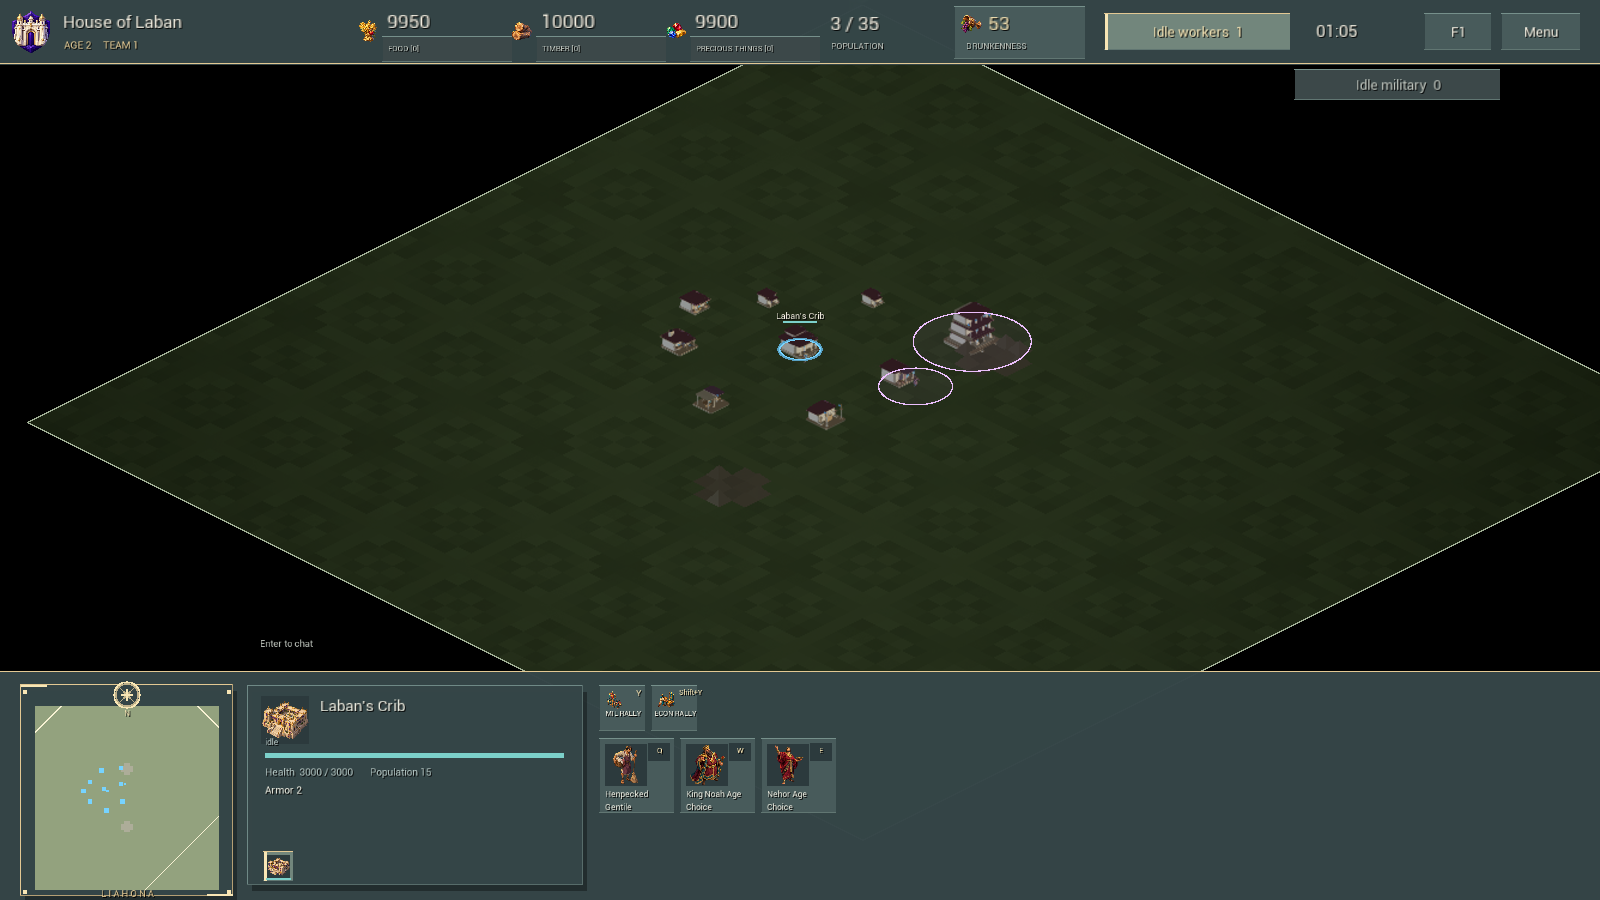 House of Laban
AGE 2 TEAM 1
9950
FOOD [0]
10000
TIMBER [0]
9900
PRECIOUS THINGS [0]
3 / 35
POPULATION
53
DRUNKENNESS
Idle workers 1
01:05
F1
Menu
Idle military 0
Laban's Crib
Enter to chat
N
LIAHONA
Laban's Crib
idle
Health 3000 / 3000 Population 15
Armor 2
Y
MIL RALLY
Shift+Y
ECON RALLY
Q
Henpecked
Gentile
W
King Noah Age
Choice
E
Nehor Age
Choice